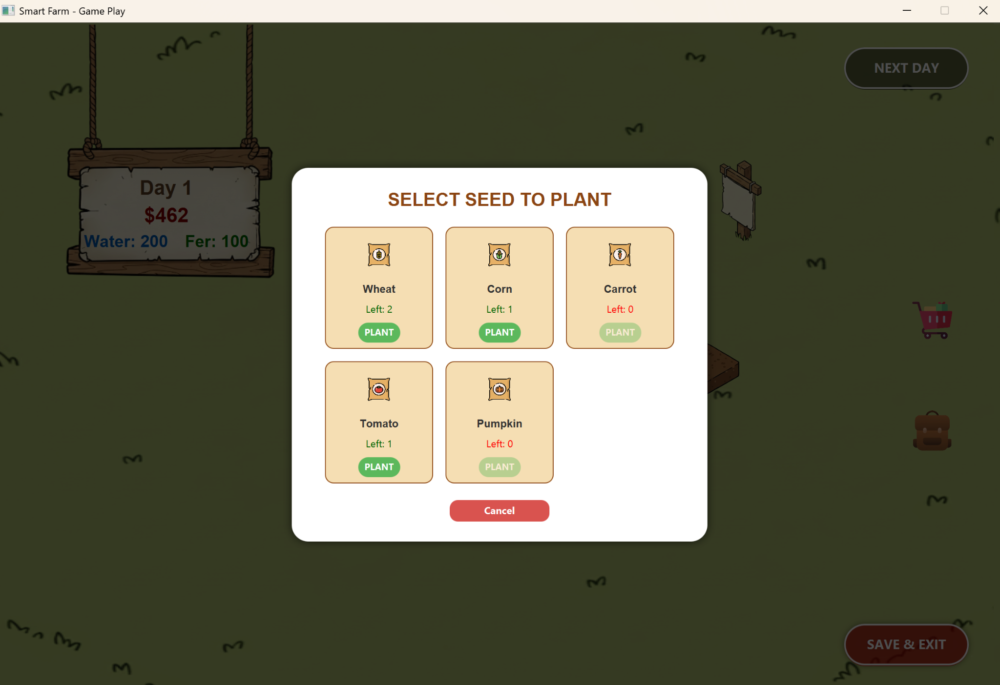 Smart Farm - Game Play
NEXT DAY
Day 1
$462
Water: 200 Fer: 100
SELECT SEED TO PLANT
Wheat
Left: 2
PLANT
Corn
Left: 1
PLANT
Carrot
Left: 0
PLANT
Tomato
Left: 1
PLANT
Pumpkin
Left: 0
PLANT
Cancel
SAVE & EXIT